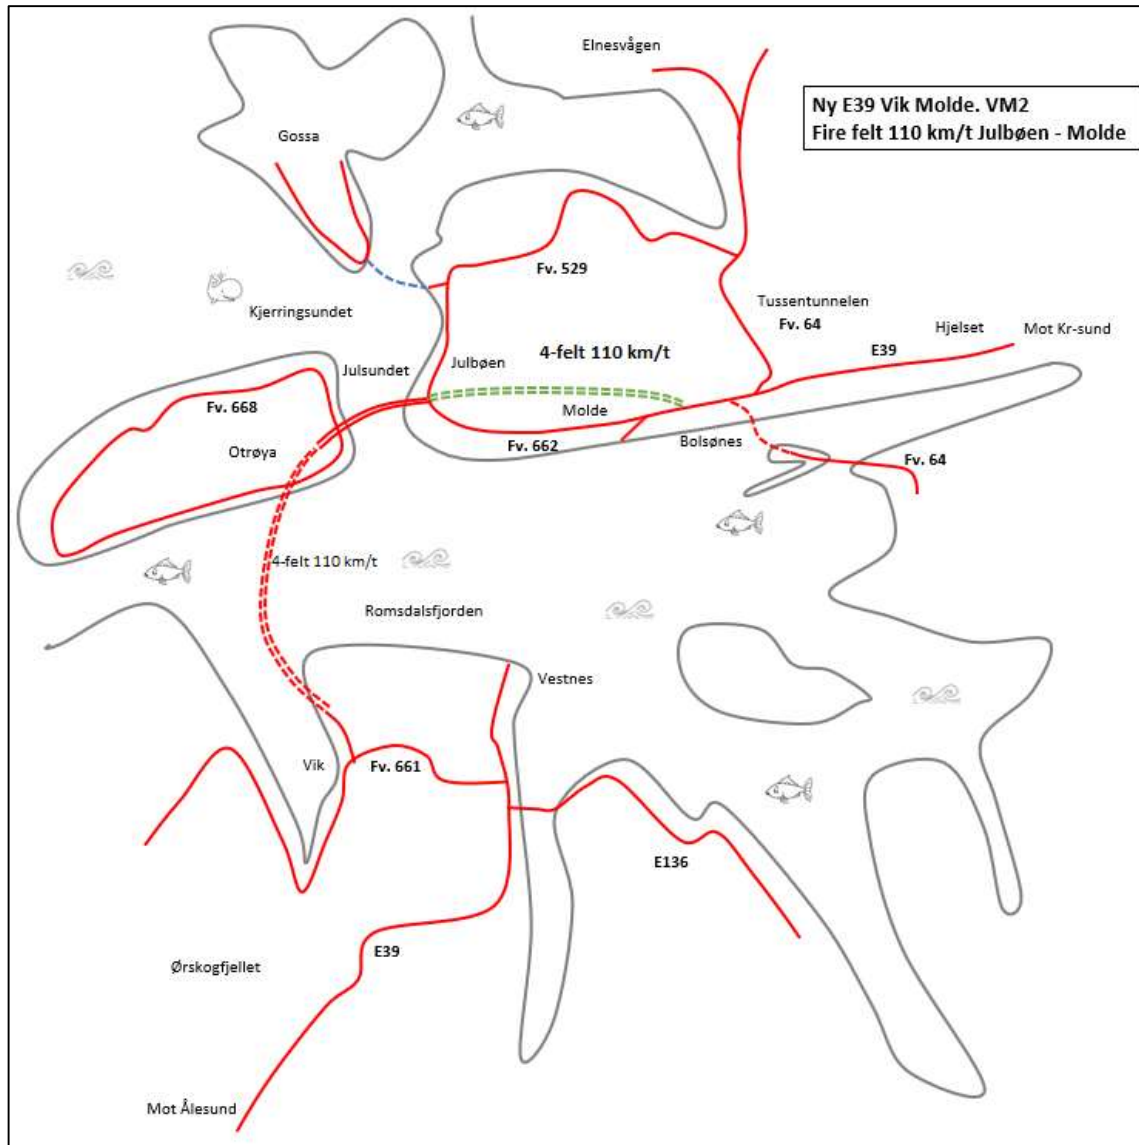 Elnesvågen
Ny E39 Vik Molde. VM2
Fire felt 110 km/t Julbøen - Molde
Gossa
Fv. 529
Kjerringsundet
Tussentunnelen
Fv. 64
Hjelset
Mot Kr-sund
E39
4-felt 110 km/t
Julsundet
Julbøen
Fv. 668
Molde
Otrøya
Fv. 662
Bolsønes
Fv. 64
4-felt 110 km/t
Romsdalsfjorden
Vestnes
Vik
Fv. 661
E136
E39
Ørskogfjellet
Mot Ålesund